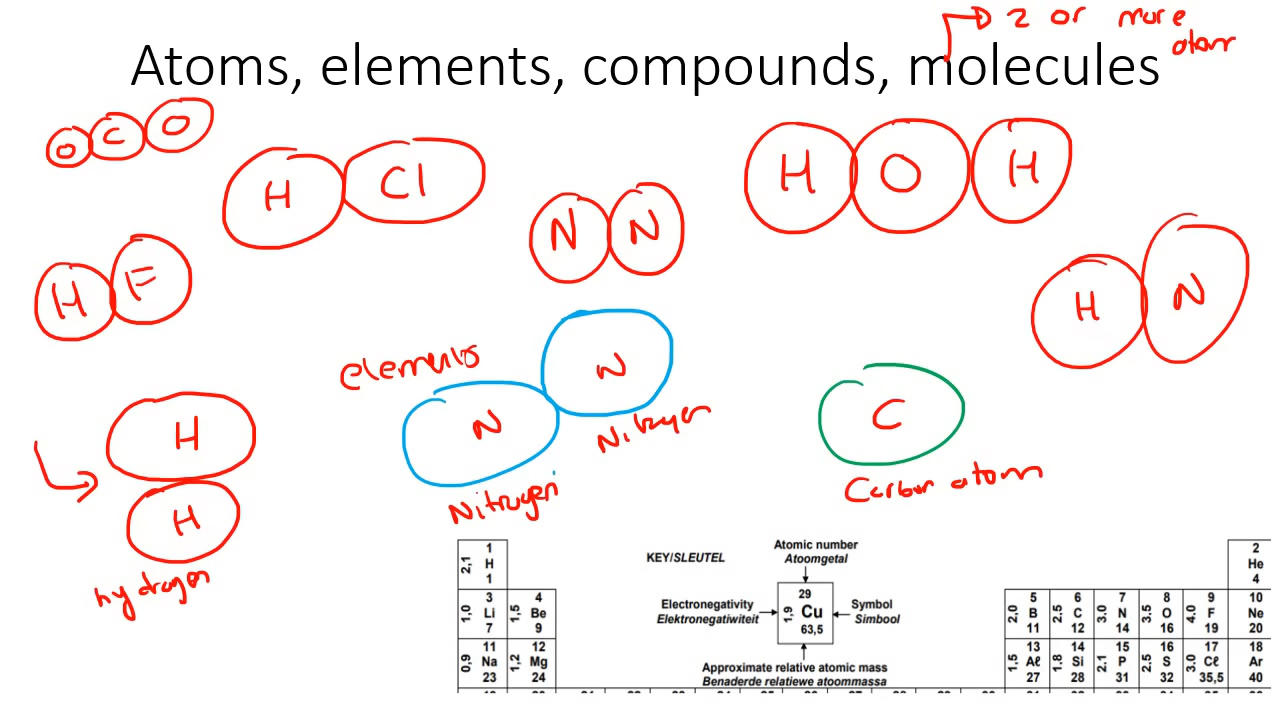 2 or more
atoms
Atoms, elements, compounds, molecules
O C O
H Cl
N N
H O H
H F
H N
elements
N
N
Nitrogen
Nitrogen
C
Carbon atom
H
H
hydrogen
KEY/SLEUTEL
Atomic number
Atoomgetal
Electronegativity
Elektronegatiwiteit
29
1,9 Cu
63,5
Symbol
Simbool
Approximate relative atomic mass
Benaderde relatiewe atoommassa
1
2,1 H
1
2
He
4
3 4 5 6 7 8 9 10
1,0 Li 1,5 Be 2,0 B 2,5 C 3,0 N 3,5 O 4,0 F Ne
7 9 11 12 14 16 19 20
11 12 13 14 15 16 17 18
0,9 Na 1,2 Mg 1,5 Aℓ 1,8 Si 2,1 P 2,5 S 3,0 Cℓ Ar
23 24 27 28 31 32 35,5 40